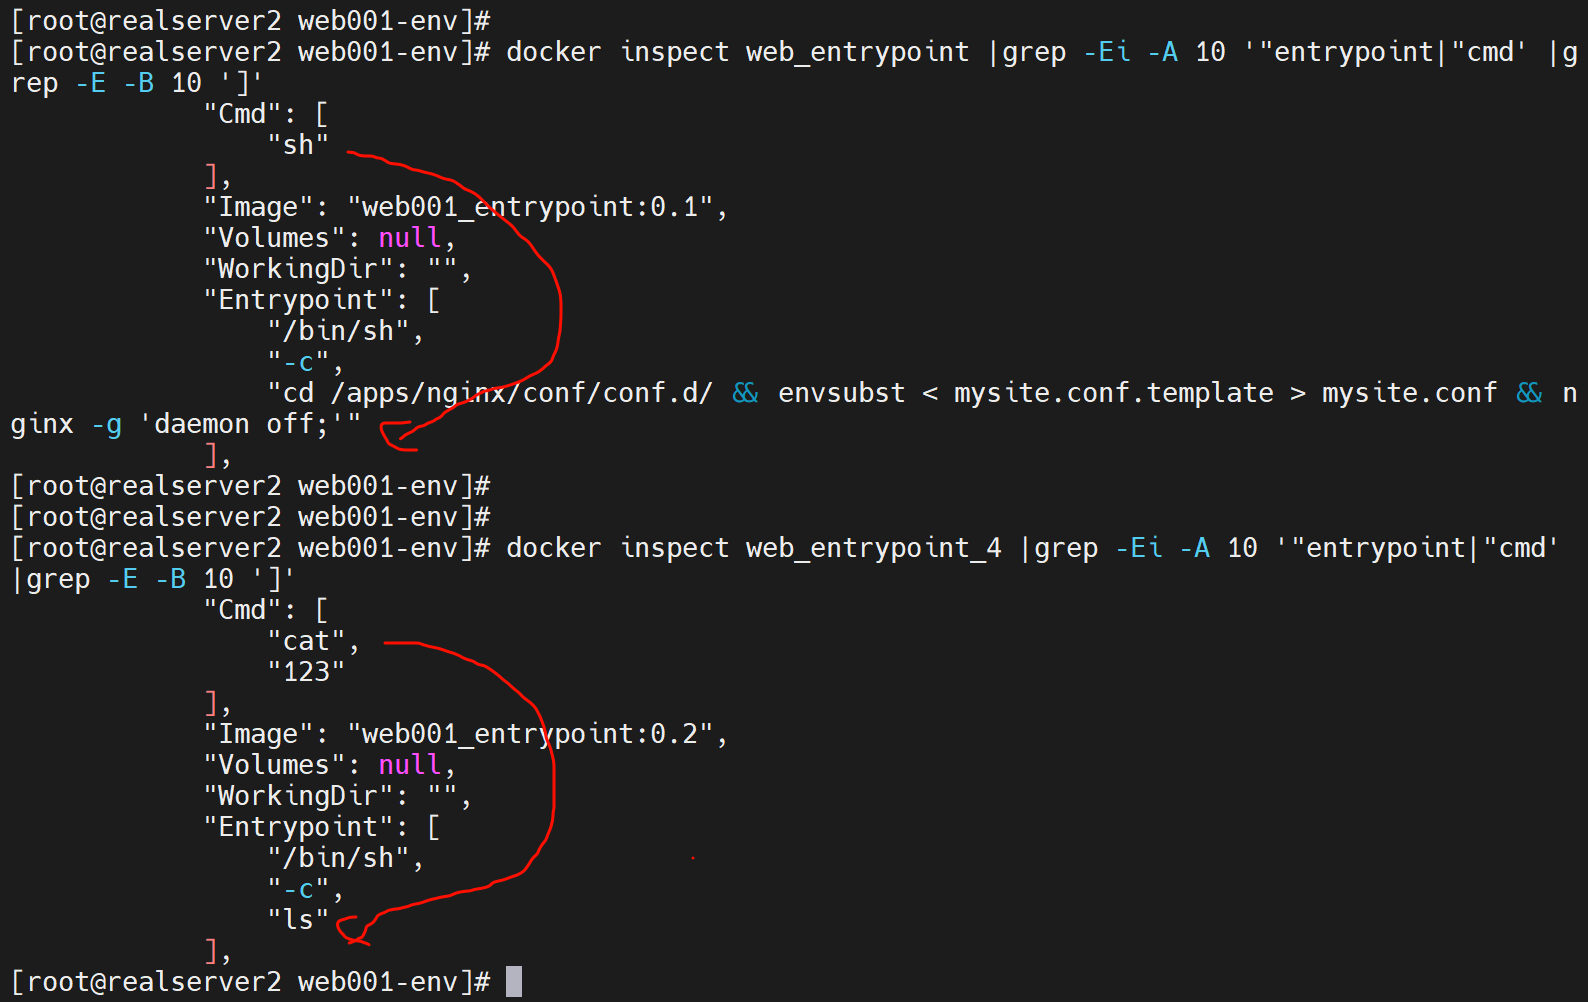 [root@realserver2 web001-env]#
[root@realserver2 web001-env]# docker inspect web_entrypoint |grep -Ei -A 10 '"entrypoint|"cmd' |g
rep -E -B 10 ']'
            "Cmd": [
                "sh"
            ],
            "Image": "web001_entrypoint:0.1",
            "Volumes": null,
            "WorkingDir": "",
            "Entrypoint": [
                "/bin/sh",
                "-c",
                "cd /apps/nginx/conf/conf.d/ && envsubst < mysite.conf.template > mysite.conf && n
ginx -g 'daemon off;'"
            ],
[root@realserver2 web001-env]#
[root@realserver2 web001-env]#
[root@realserver2 web001-env]# docker inspect web_entrypoint_4 |grep -Ei -A 10 '"entrypoint|"cmd'
|grep -E -B 10 ']'
            "Cmd": [
                "cat",
                "123"
            ],
            "Image": "web001_entrypoint:0.2",
            "Volumes": null,
            "WorkingDir": "",
            "Entrypoint": [
                "/bin/sh",
                "-c",
                "ls"
            ],
[root@realserver2 web001-env]#